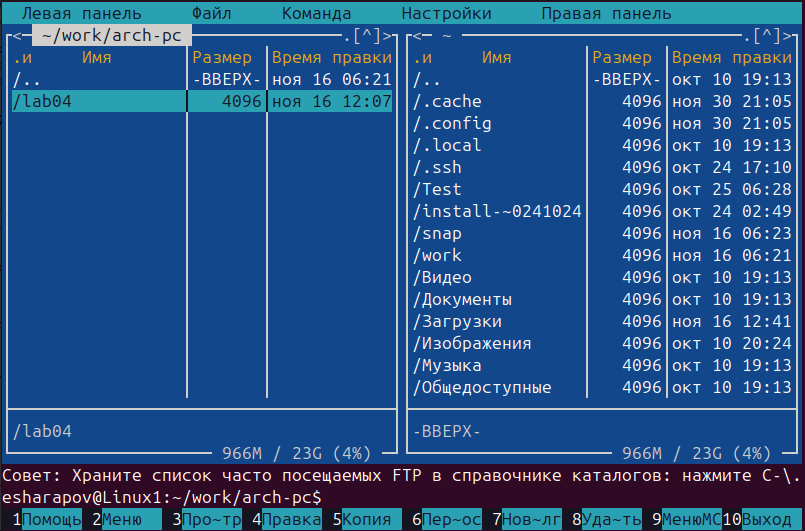 Левая панель Файл Команда Настройки Правая панель
<─ ~/work/arch-pc ─.[^]> <─ ~ ─.[^]>
.и Имя Размер Время правки .и Имя Размер Время правки
/.. -ВВЕРХ- ноя 16 06:21 /.. -ВВЕРХ- окт 10 19:13
/lab04 4096 ноя 16 12:07 /.cache 4096 ноя 30 21:05
/.config 4096 ноя 30 21:05
/.local 4096 окт 10 19:13
/.ssh 4096 окт 24 17:10
/Test 4096 окт 25 06:28
/install-~0241024 4096 окт 24 02:49
/snap 4096 ноя 16 06:23
/work 4096 ноя 16 06:21
/Видео 4096 окт 10 19:13
/Документы 4096 окт 10 19:13
/Загрузки 4096 ноя 16 12:41
/Изображения 4096 окт 10 20:24
/Музыка 4096 окт 10 19:13
/Общедоступные 4096 окт 10 19:13
/lab04 -ВВЕРХ-
966M / 23G (4%) 966M / 23G (4%)
Совет: Храните список часто посещаемых FTP в справочнике каталогов: нажмите C-\.
esharapov@Linux1:~/work/arch-pc$
1Помощь 2Меню 3Про~тр 4Правка 5Копия 6Пер~ос 7Нов~лг 8Уда~ть 9МенюMC 10Выход